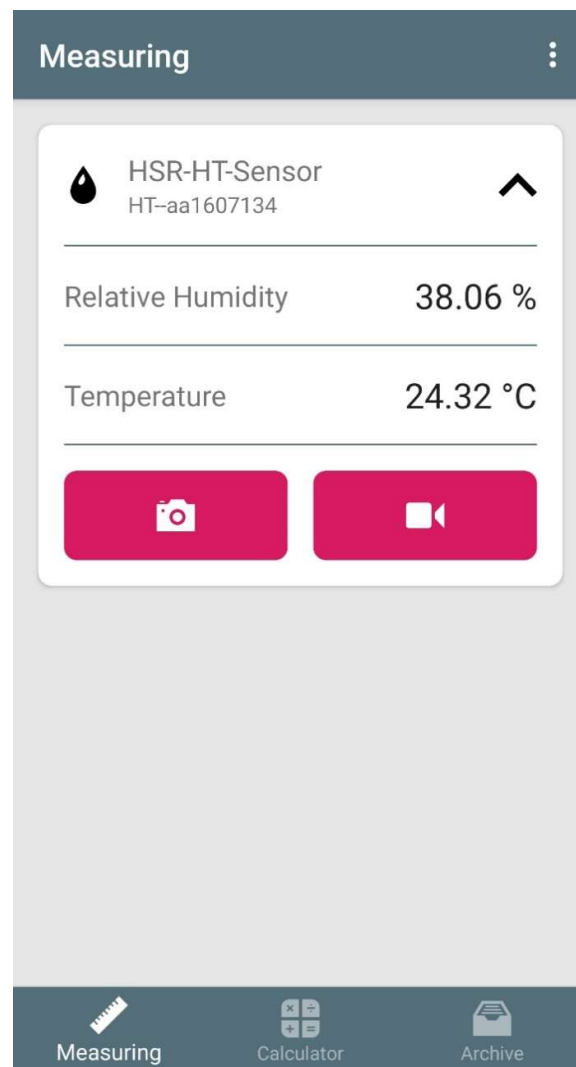 Measuring
HSR-HT-Sensor
HT--aa1607134
Relative Humidity 38.06 %
Temperature 24.32 °C
Measuring Calculator Archive